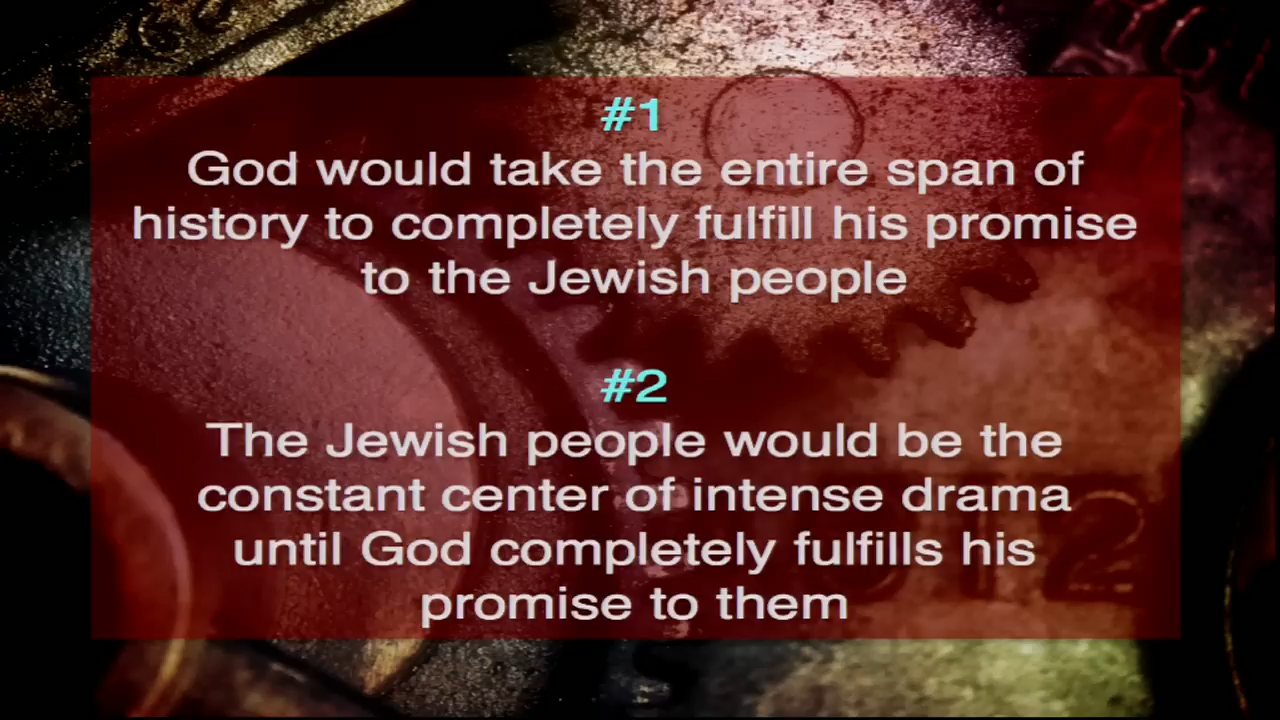 #1
God would take the entire span of
history to completely fulfill his promise
to the Jewish people
#2
The Jewish people would be the
constant center of intense drama
until God completely fulfills his
promise to them